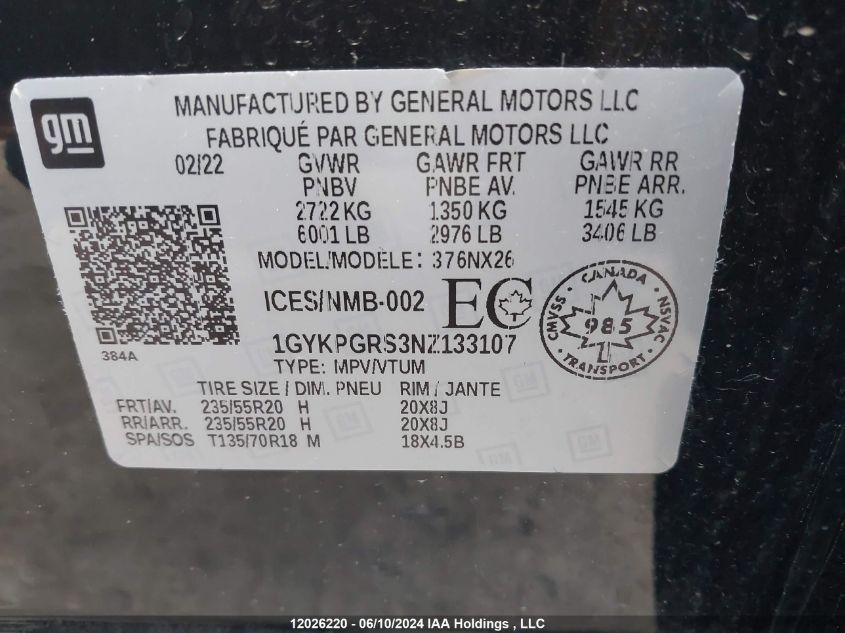 gm
MANUFACTURED BY GENERAL MOTORS LLC
FABRIQUÉ PAR GENERAL MOTORS LLC
02/22 GVWR GAWR FRT GAWR RR
PNBV PNBE AV. PNBE ARR.
2722 KG 1350 KG 1545 KG
6001 LB 2976 LB 3406 LB
MODEL/MODELE: 376NX26
ICES/NMB-002 EC
CANADA
CMVSS NSVAC
985
TRANSPORT
384A
1GYKPGRS3NZ133107
TYPE: MPV/VTUM
TIRE SIZE / DIM. PNEU RIM / JANTE
FRT/AV. 235/55R20 H 20X8J
RR/ARR. 235/55R20 H 20X8J
SPA/SOS T135/70R18 M 18X4.5B
12026220 - 06/10/2024 IAA Holdings , LLC